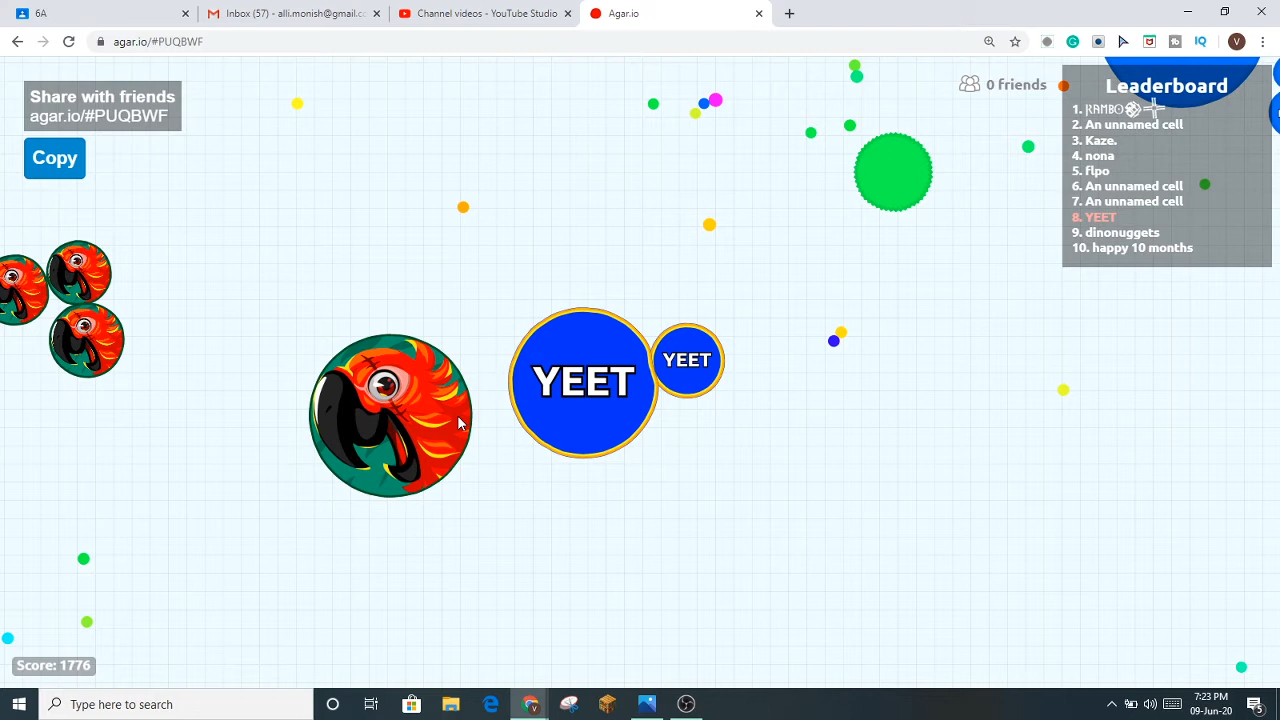 6A
Inbox (57) - alli.monish@gmail.c
Channel videos - YouTube Studio
Agar.io
agar.io/#PUQBWF
V
Share with friends
agar.io/#PUQBWF
Copy
0 friends
Leaderboard
1.
2. An unnamed cell
3. Kaze.
4. nona
5. flpo
6. An unnamed cell
7. An unnamed cell
8. YEET
9. dinonuggets
10. happy 10 months
YEET
YEET
Score: 1776
Type here to search
7:23 PM
09-Jun-20